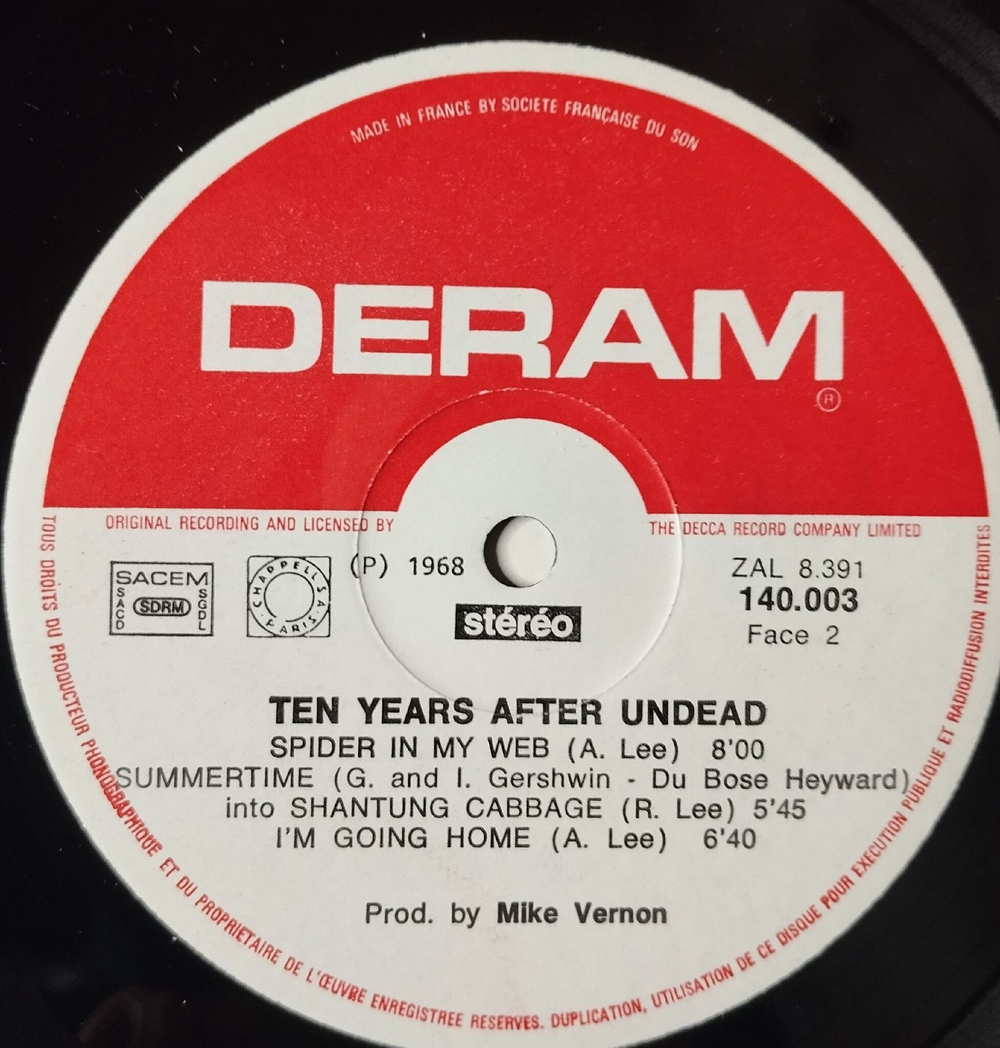 MADE IN FRANCE BY SOCIETE FRANÇAISE DU SON
DERAM
®
ORIGINAL RECORDING AND LICENSED BY THE DECCA RECORD COMPANY LIMITED
SACEM
SACD
SDRM
SGDL
CHAPPELL S.A. PARIS
(P) 1968
stéréo
ZAL 8.391
140.003
Face 2
TEN YEARS AFTER UNDEAD
SPIDER IN MY WEB (A. Lee) 8'00
SUMMERTIME (G. and I. Gershwin - Du Bose Heyward)
into SHANTUNG CABBAGE (R. Lee) 5'45
I'M GOING HOME (A. Lee) 6'40
Prod. by Mike Vernon
TOUS DROITS DU PRODUCTEUR PHONOGRAPHIQUE ET DU PROPRIETAIRE DE L'ŒUVRE ENREGISTREE RESERVES. DUPLICATION, UTILISATION DE CE DISQUE POUR EXECUTION PUBLIQUE ET RADIODIFFUSION INTERDITES